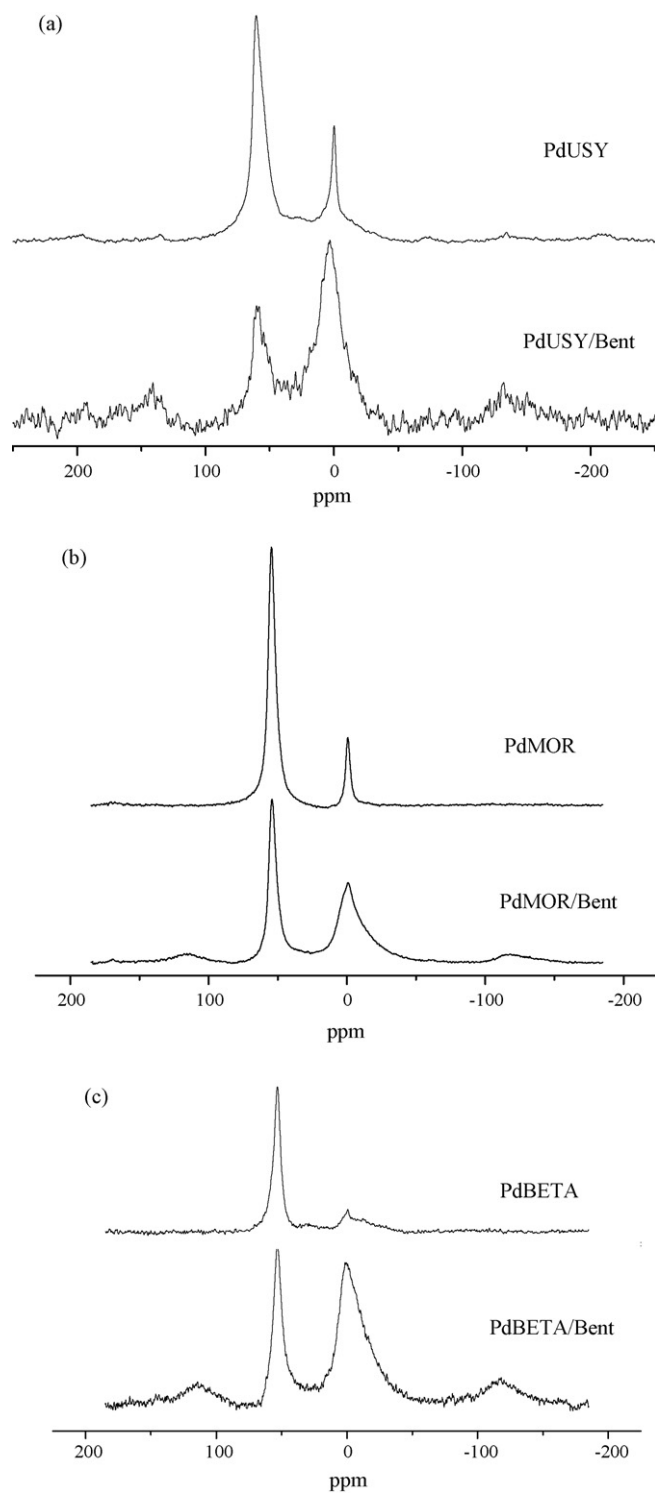 (a)
PdUSY
PdUSY/Bent
200 100 0 -100 -200
ppm
(b)
PdMOR
PdMOR/Bent
200 100 0 -100 -200
ppm
(c)
PdBETA
PdBETA/Bent
200 100 0 -100 -200
ppm